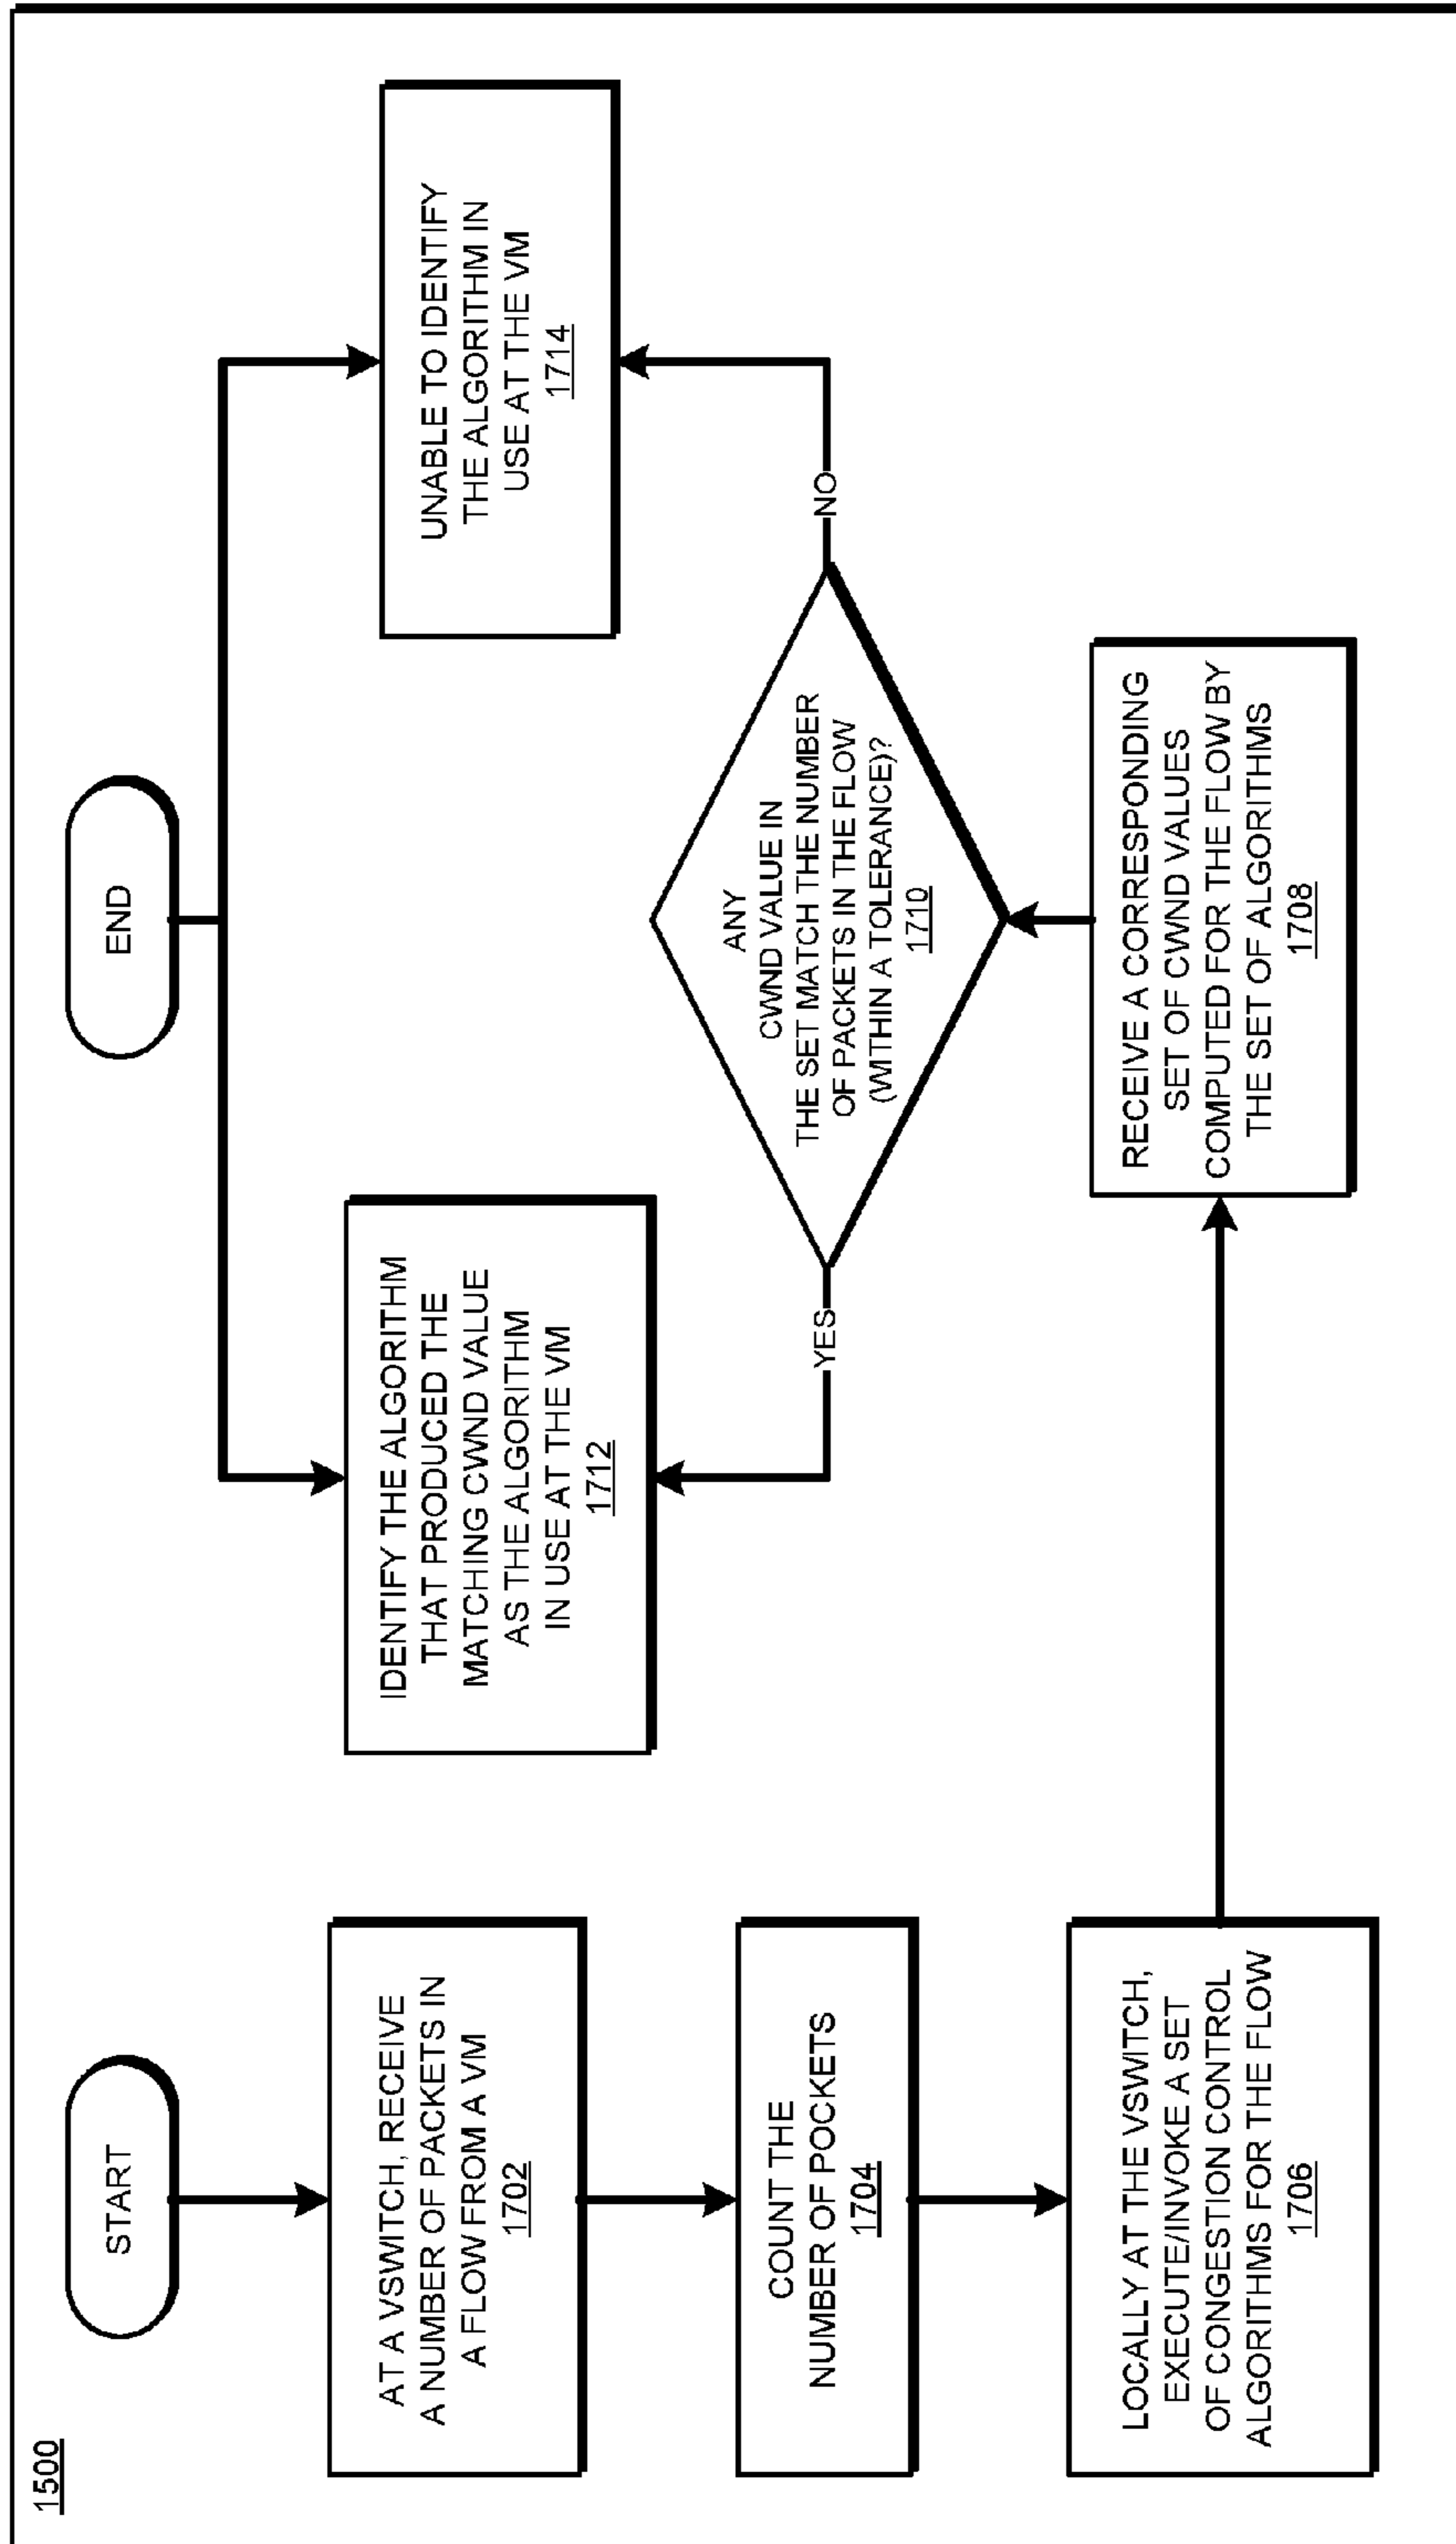 1500
START
AT A VSWITCH, RECEIVE
A NUMBER OF PACKETS IN
A FLOW FROM A VM
1702
COUNT THE
NUMBER OF POCKETS
1704
LOCALLY AT THE VSWITCH,
EXECUTE/INVOKE A SET
OF CONGESTION CONTROL
ALGORITHMS FOR THE FLOW
1706
RECEIVE A CORRESPONDING
SET OF CWND VALUES
COMPUTED FOR THE FLOW BY
THE SET OF ALGORITHMS
1708
ANY
CWND VALUE IN
THE SET MATCH THE NUMBER
OF PACKETS IN THE FLOW
(WITHIN A TOLERANCE)?
1710
YES
NO
IDENTIFY THE ALGORITHM
THAT PRODUCED THE
MATCHING CWND VALUE
AS THE ALGORITHM
IN USE AT THE VM
1712
UNABLE TO IDENTIFY
THE ALGORITHM IN
USE AT THE VM
1714
END